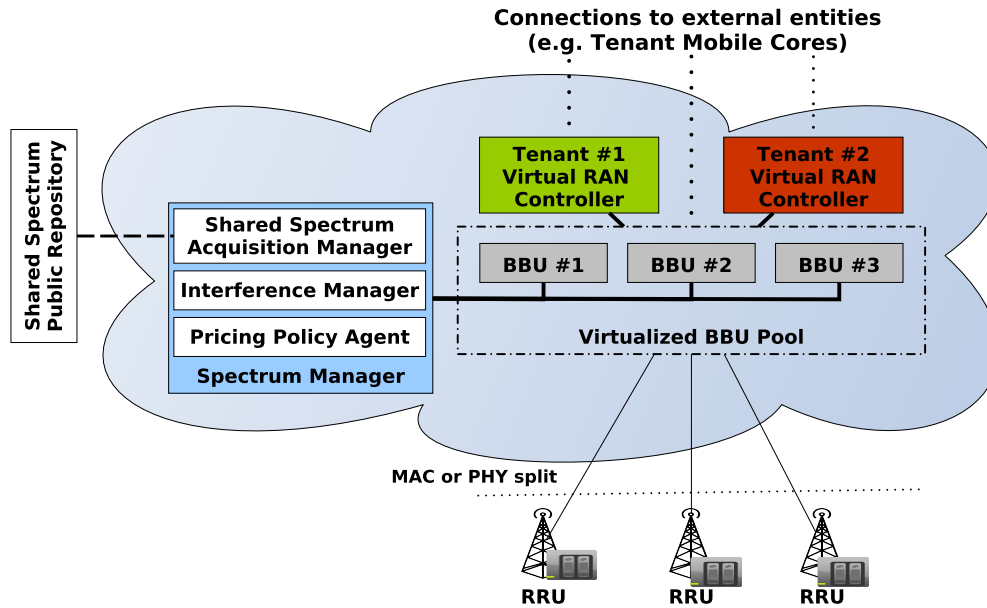 Connections to external entities
(e.g. Tenant Mobile Cores)
Shared Spectrum
Public Repository
Tenant #1
Virtual RAN
Controller
Tenant #2
Virtual RAN
Controller
Shared Spectrum
Acquisition Manager
Interference Manager
Pricing Policy Agent
Spectrum Manager
BBU #1
BBU #2
BBU #3
Virtualized BBU Pool
MAC or PHY split
RRU
RRU
RRU